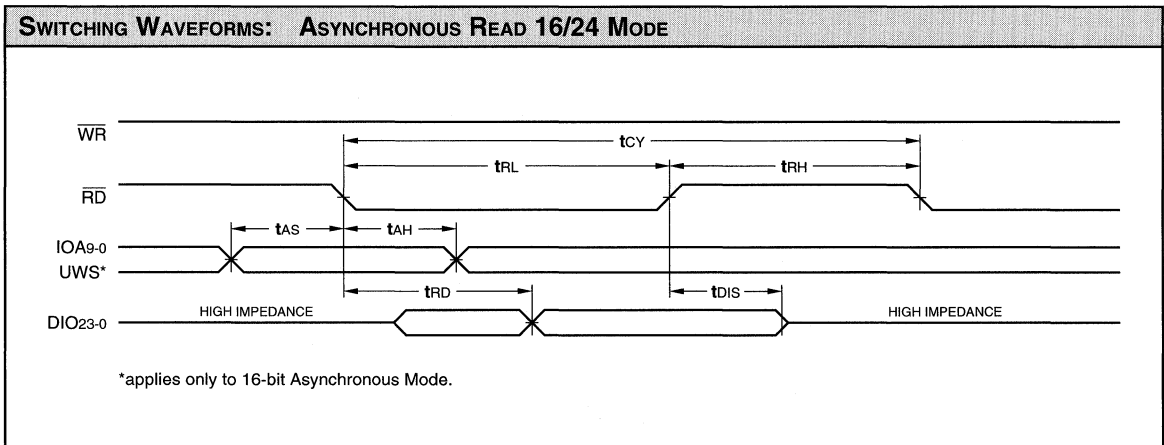 SWITCHING WAVEFORMS: ASYNCHRONOUS READ 16/24 MODE
WR
tCY
tRL
tRH
RD
tAS
tAH
IOA9-0
UWS*
tRD
tDIS
HIGH IMPEDANCE
HIGH IMPEDANCE
DIO23-0
*applies only to 16-bit Asynchronous Mode.